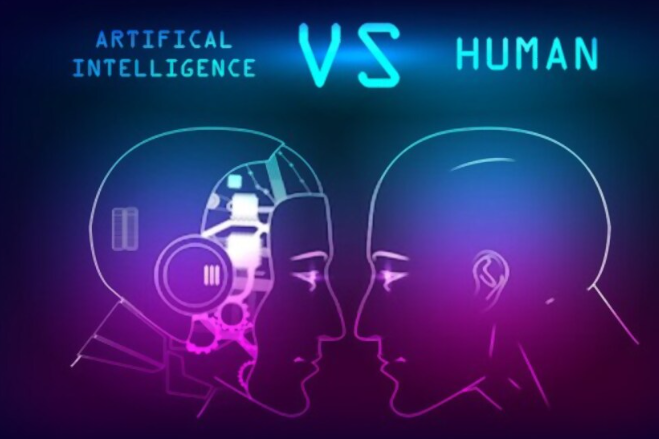 ARTIFICAL
INTELLIGENCE
VS
HUMAN